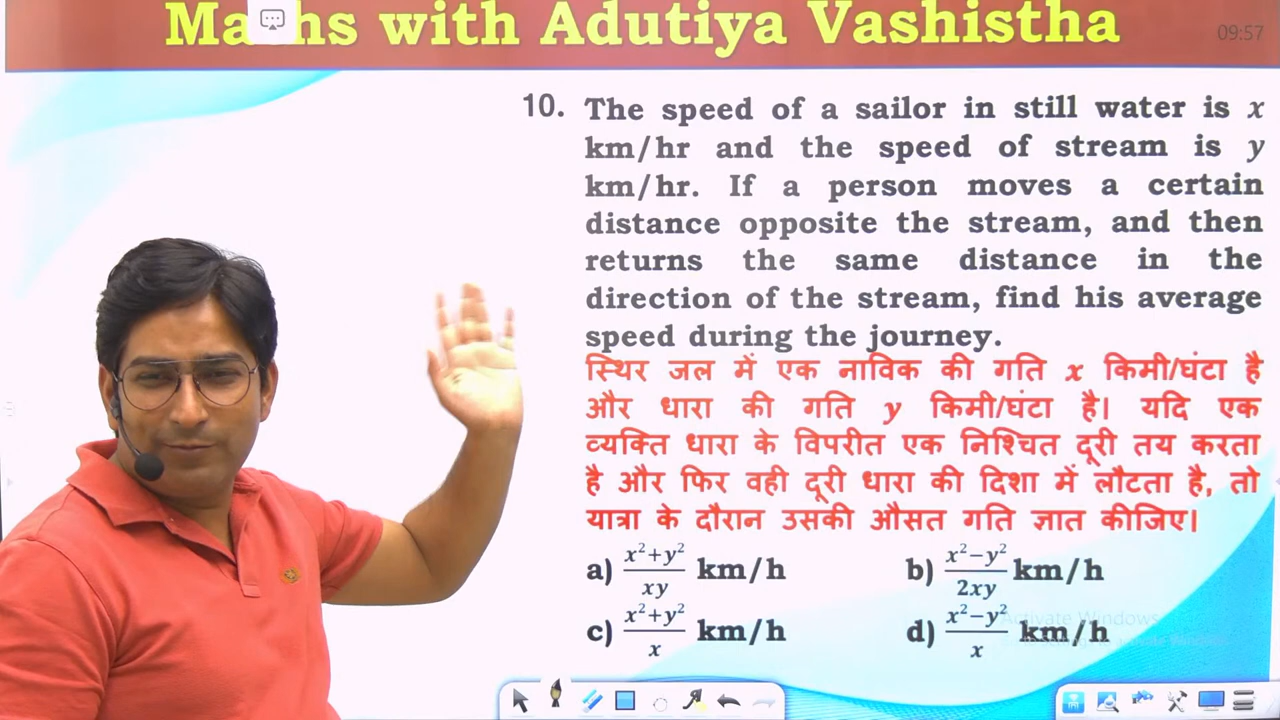 Maths with Adutiya Vashistha
09:57
10. The speed of a sailor in still water is x
km/hr and the speed of stream is y
km/hr. If a person moves a certain
distance opposite the stream, and then
returns the same distance in the
direction of the stream, find his average
speed during the journey.
स्थिर जल में एक नाविक की गति x किमी/घंटा है
और धारा की गति y किमी/घंटा है। यदि एक
व्यक्ति धारा के विपरीत एक निश्चित दूरी तय करता
है और फिर वही दूरी धारा की दिशा में लौटता है, तो
यात्रा के दौरान उसकी औसत गति ज्ञात कीजिए।
a) x²+y²/xy km/h b) x²−y²/2xy km/h
c) x²+y²/x km/h d) x²−y²/x km/h
Activate Windows